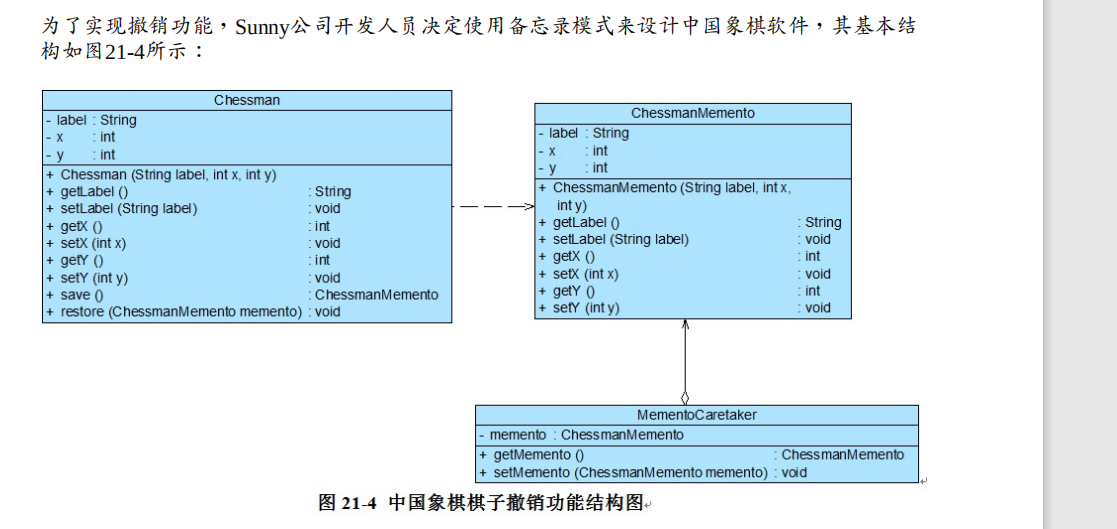 为了实现撤销功能，Sunny公司开发人员决定使用备忘录模式来设计中国象棋软件，其基本结
构如图21-4所示：
Chessman
- label : String
- x : int
- y : int
+ Chessman (String label, int x, int y)
+ getLabel () : String
+ setLabel (String label) : void
+ getX () : int
+ setX (int x) : void
+ getY () : int
+ setY (int y) : void
+ save () : ChessmanMemento
+ restore (ChessmanMemento memento) : void
ChessmanMemento
- label : String
- x : int
- y : int
+ ChessmanMemento (String label, int x,
int y)
+ getLabel () : String
+ setLabel (String label) : void
+ getX () : int
+ setX (int x) : void
+ getY () : int
+ setY (int y) : void
MementoCaretaker
- memento : ChessmanMemento
+ getMemento () : ChessmanMemento
+ setMemento (ChessmanMemento memento) : void
图 21-4 中国象棋棋子撤销功能结构图